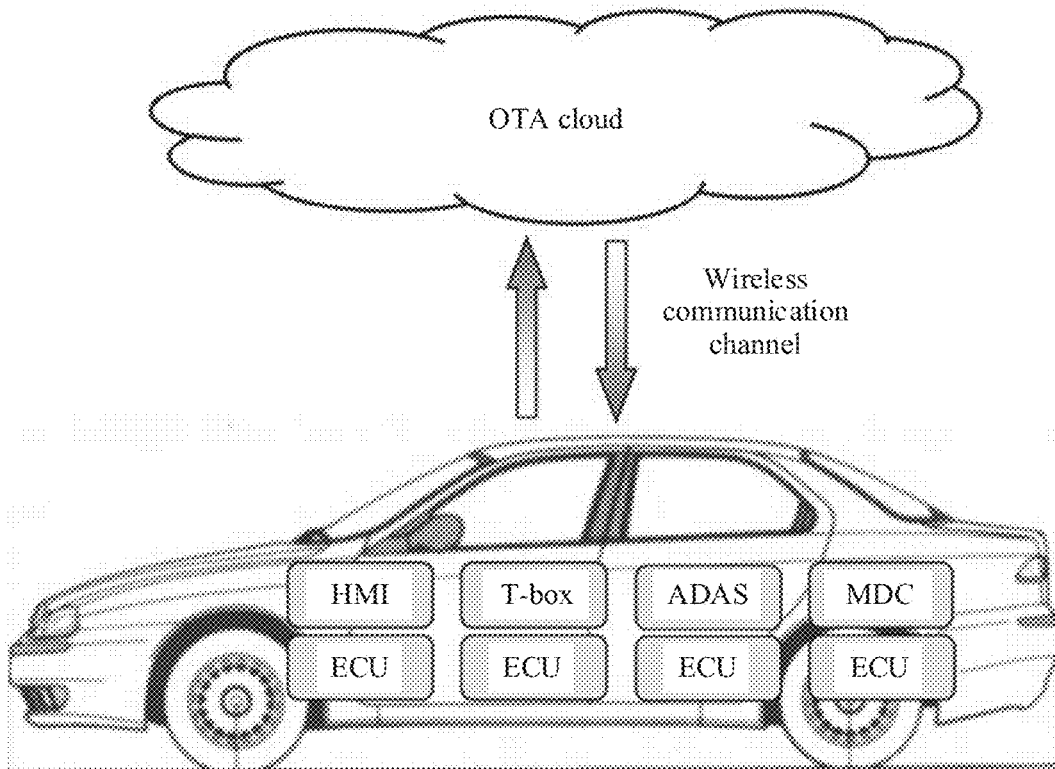 OTA cloud
Wireless
communication
channel
HMI T-box ADAS MDC
ECU ECU ECU ECU